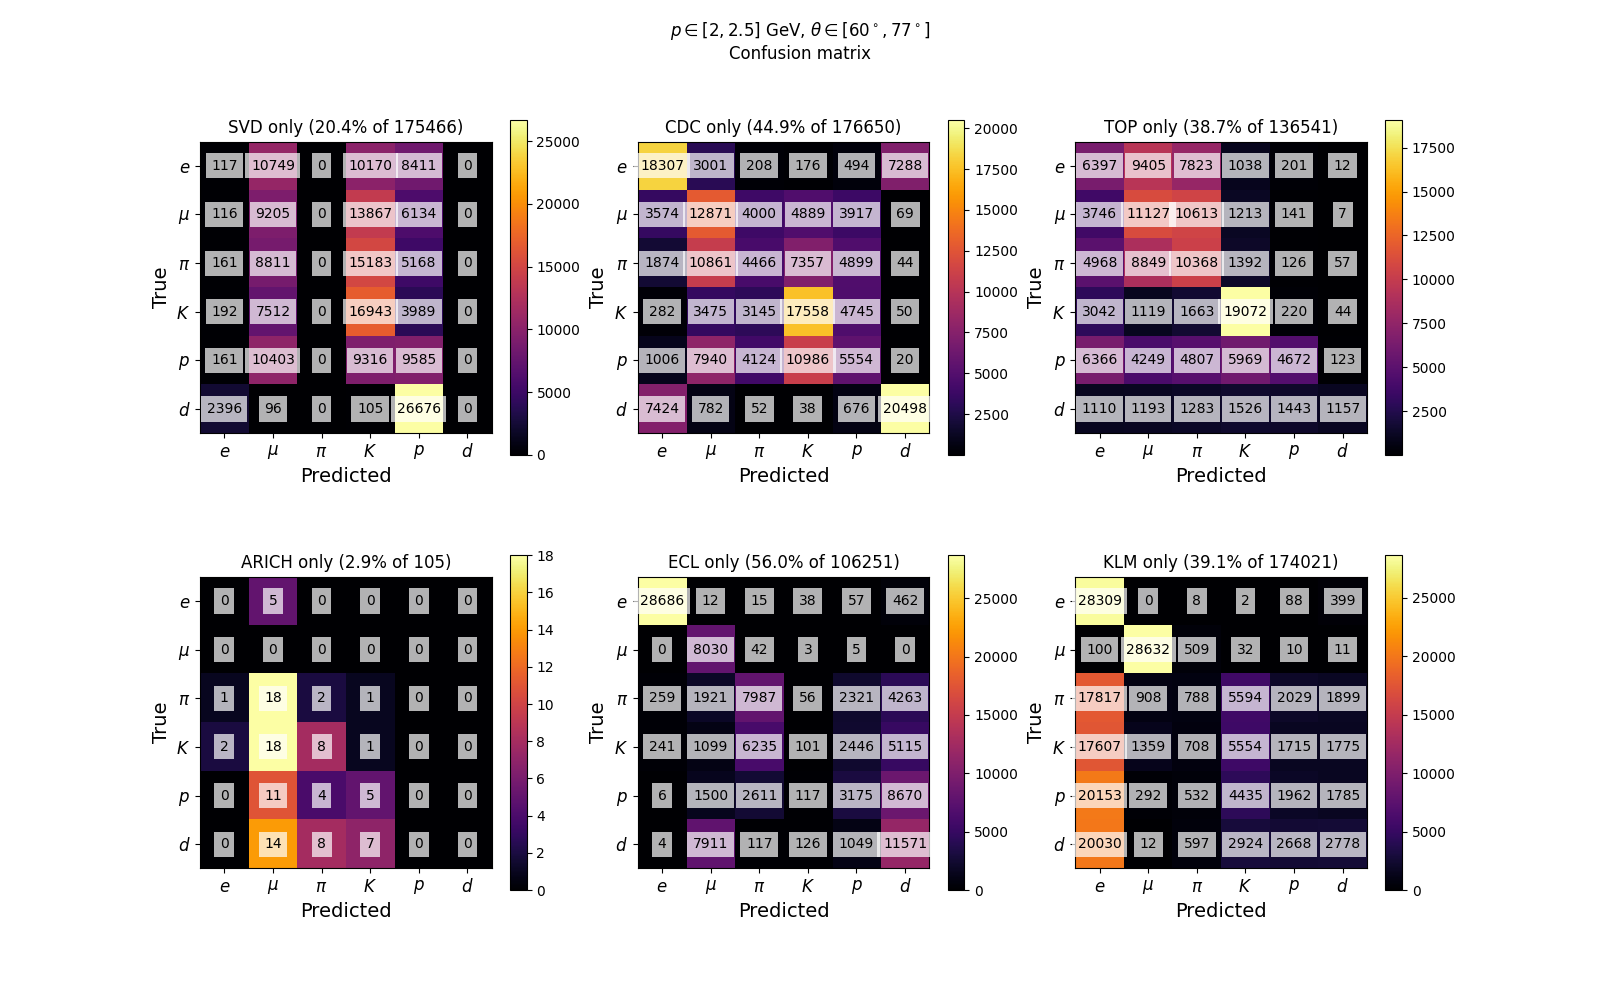 p ∈ [2, 2.5] GeV, θ ∈ [60°, 77°]
Confusion matrix
SVD only (20.4% of 175466)
True
e 117 10749 0 10170 8411 0
μ 116 9205 0 13867 6134 0
π 161 8811 0 15183 5168 0
K 192 7512 0 16943 3989 0
p 161 10403 0 9316 9585 0
d 2396 96 0 105 26676 0
e μ π K p d
Predicted
25000
20000
15000
10000
5000
0
CDC only (44.9% of 176650)
True
e 18307 3001 208 176 494 7288
μ 3574 12871 4000 4889 3917 69
π 1874 10861 4466 7357 4899 44
K 282 3475 3145 17558 4745 50
p 1006 7940 4124 10986 5554 20
d 7424 782 52 38 676 20498
e μ π K p d
Predicted
20000
17500
15000
12500
10000
7500
5000
2500
TOP only (38.7% of 136541)
True
e 6397 9405 7823 1038 201 12
μ 3746 11127 10613 1213 141 7
π 4968 8849 10368 1392 126 57
K 3042 1119 1663 19072 220 44
p 6366 4249 4807 5969 4672 123
d 1110 1193 1283 1526 1443 1157
e μ π K p d
Predicted
17500
15000
12500
10000
7500
5000
2500
ARICH only (2.9% of 105)
True
e 0 5 0 0 0 0
μ 0 0 0 0 0 0
π 1 18 2 1 0 0
K 2 18 8 1 0 0
p 0 11 4 5 0 0
d 0 14 8 7 0 0
e μ π K p d
Predicted
18
16
14
12
10
8
6
4
2
0
ECL only (56.0% of 106251)
True
e 28686 12 15 38 57 462
μ 0 8030 42 3 5 0
π 259 1921 7987 56 2321 4263
K 241 1099 6235 101 2446 5115
p 6 1500 2611 117 3175 8670
d 4 7911 117 126 1049 11571
e μ π K p d
Predicted
25000
20000
15000
10000
5000
0
KLM only (39.1% of 174021)
True
e 28309 0 8 2 88 399
μ 100 28632 509 32 10 11
π 17817 908 788 5594 2029 1899
K 17607 1359 708 5554 1715 1775
p 20153 292 532 4435 1962 1785
d 20030 12 597 2924 2668 2778
e μ π K p d
Predicted
25000
20000
15000
10000
5000
0